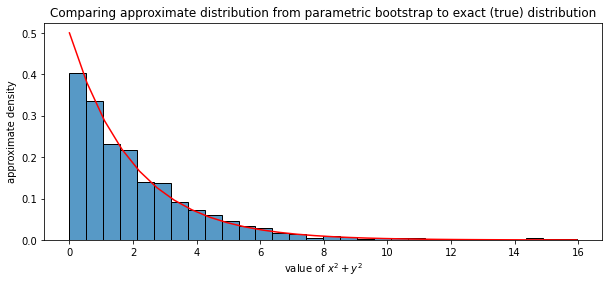 Comparing approximate distribution from parametric bootstrap to exact (true) distribution
0.5
0.4
0.3
0.2
0.1
0.0
approximate density
0 2 4 6 8 10 12 14 16
value of x² + y²